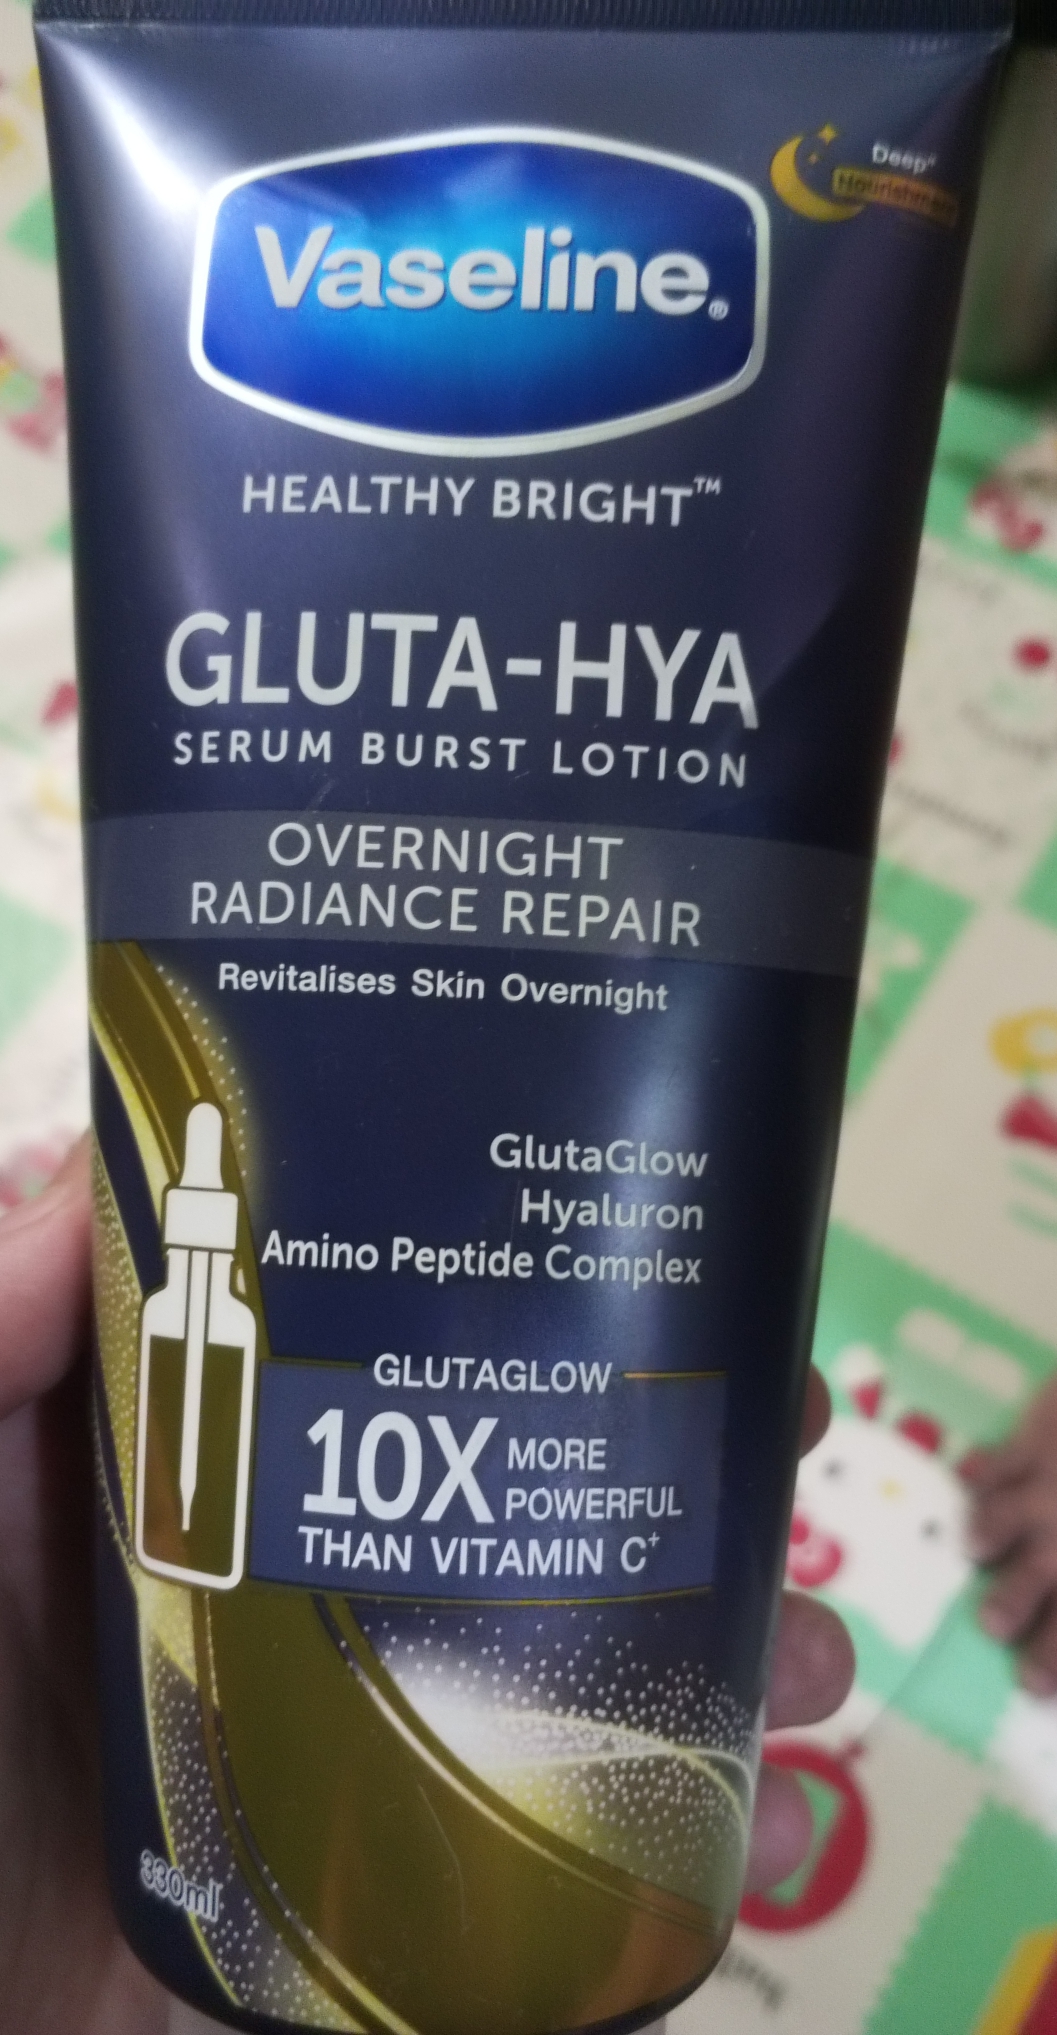 Vaseline®
Deep
Nourishment
HEALTHY BRIGHT™
GLUTA-HYA
SERUM BURST LOTION
OVERNIGHT
RADIANCE REPAIR
Revitalises Skin Overnight
GlutaGlow
Hyaluron
Amino Peptide Complex
GLUTAGLOW
10X MORE
POWERFUL
THAN VITAMIN C+
330ml